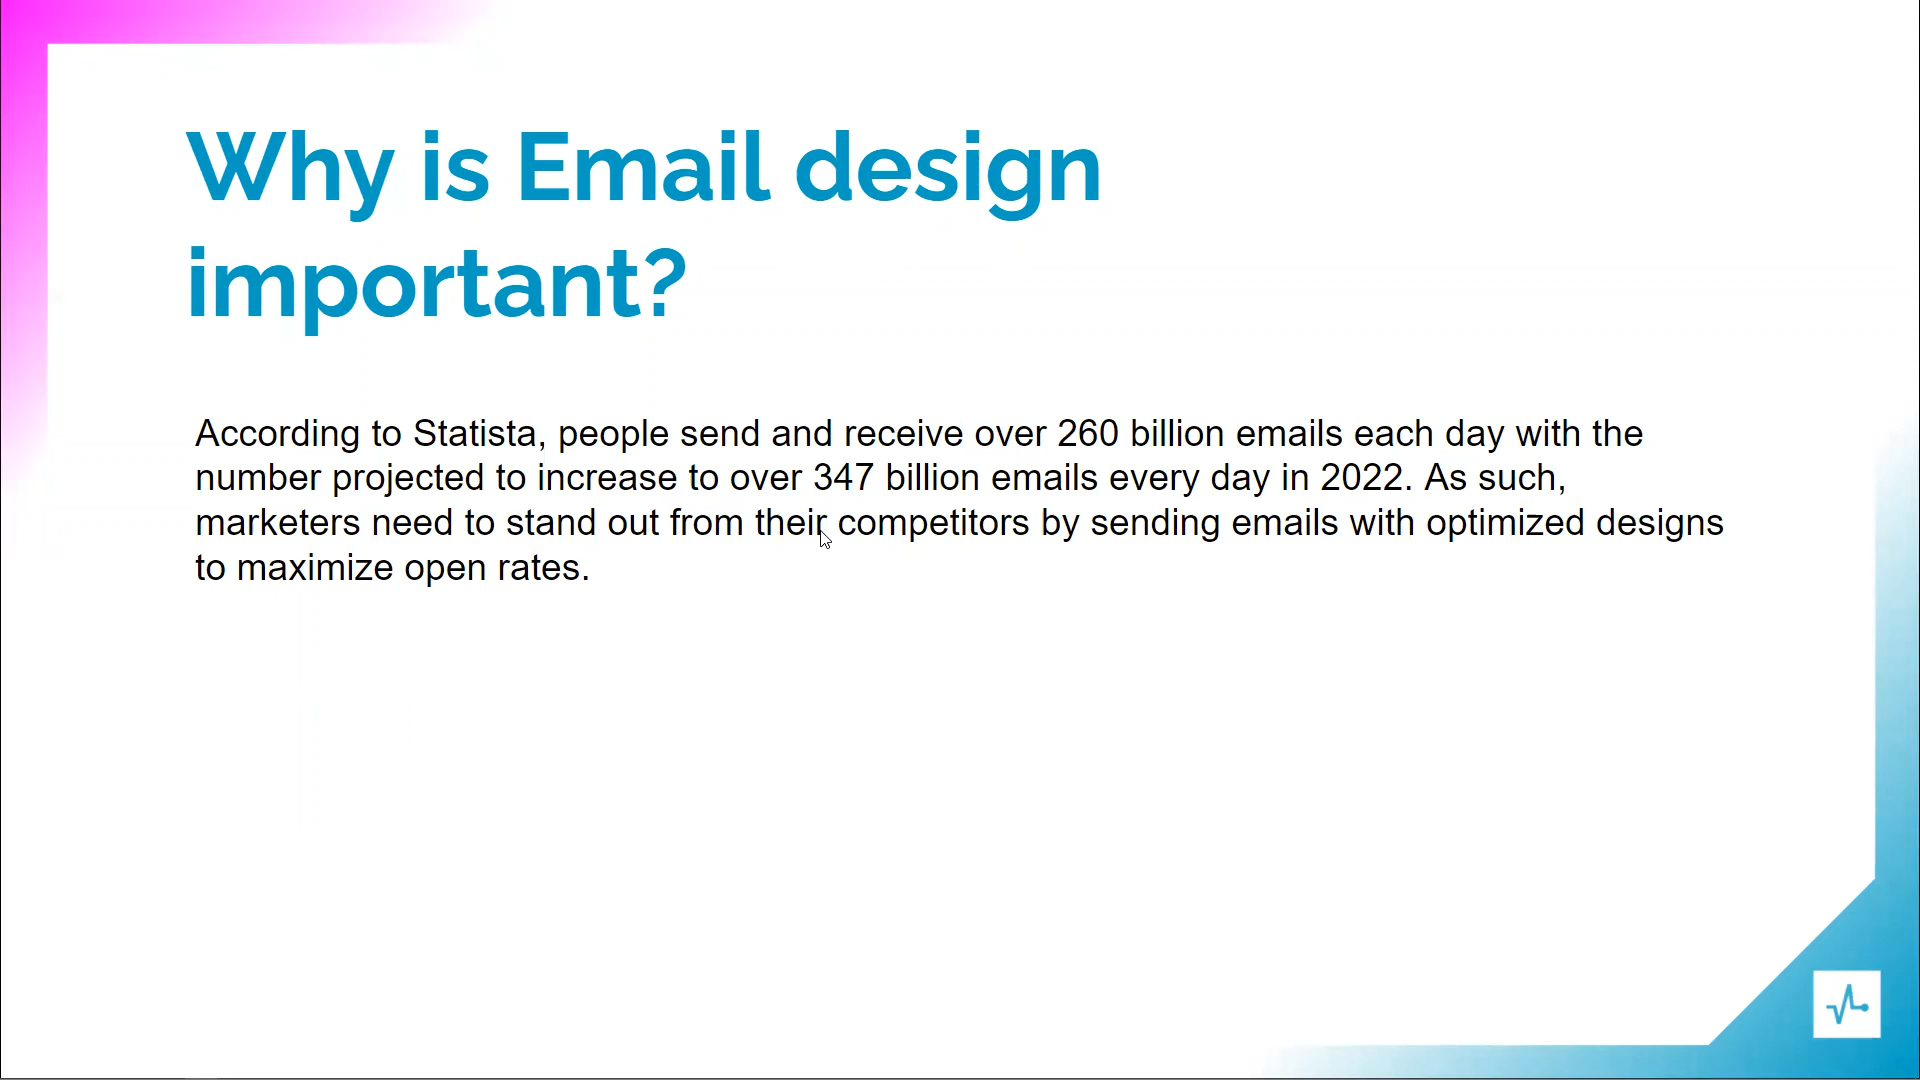 Why is Email design
important?
According to Statista, people send and receive over 260 billion emails each day with the
number projected to increase to over 347 billion emails every day in 2022. As such,
marketers need to stand out from their competitors by sending emails with optimized designs
to maximize open rates.